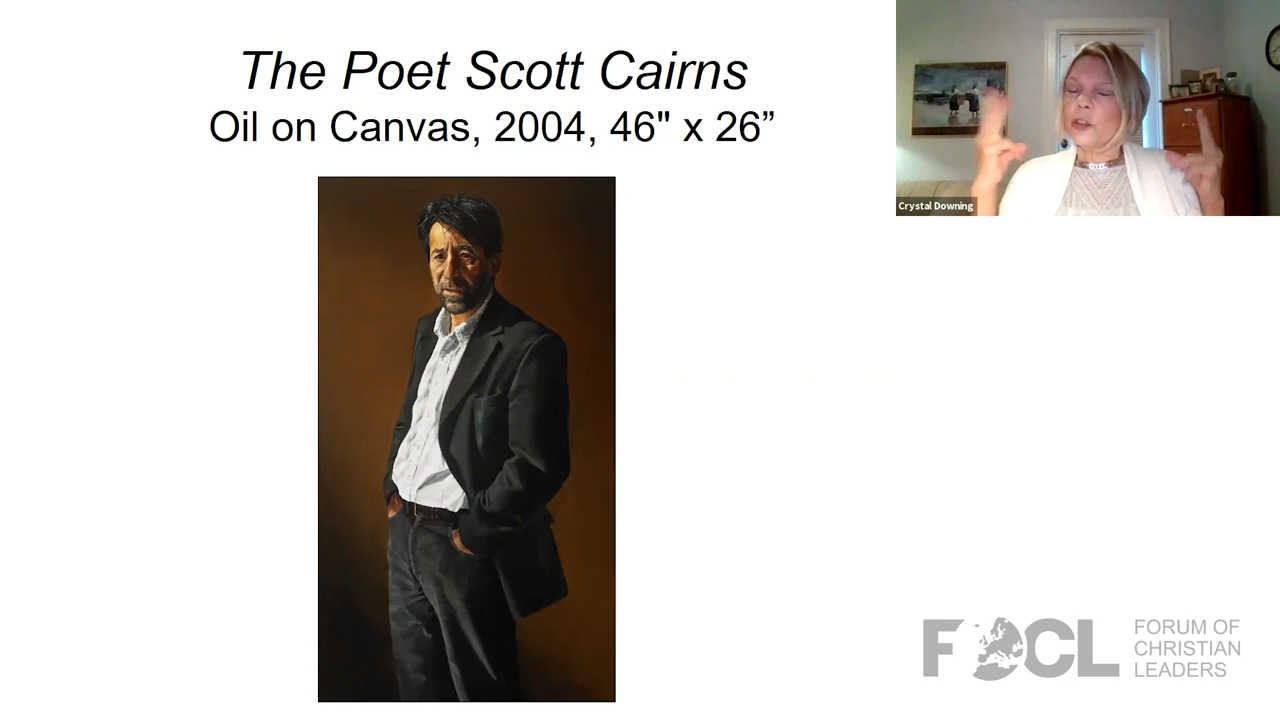 The Poet Scott Cairns
Oil on Canvas, 2004, 46" x 26”
Crystal Downing
FOCL
FORUM OF
CHRISTIAN
LEADERS